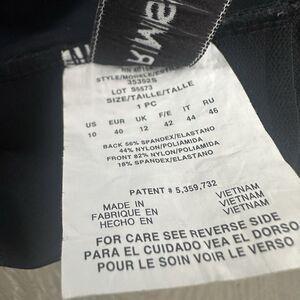 STYLE/MODELE/ESTILO
35352S
LOT S5573
SIZE/TAILLE/TALLE
1 PC
US EUR UK F/E IT RU
10 40 12 42 44 46
BACK 56% SPANDEX/ELASTANO
44% NYLON/POLIAMIDA
FRONT 82% NYLON/POLIAMIDA
18% SPANDEX/ELASTANO
PATENT # 5,359,732
MADE IN VIETNAM
FABRIQUE EN VIETNAM
HECHO EN VIETNAM
FOR CARE SEE REVERSE SIDE
PARA EL CUIDADO VEA EL DORSO
POUR LE SOIN VOIR LE VERSO